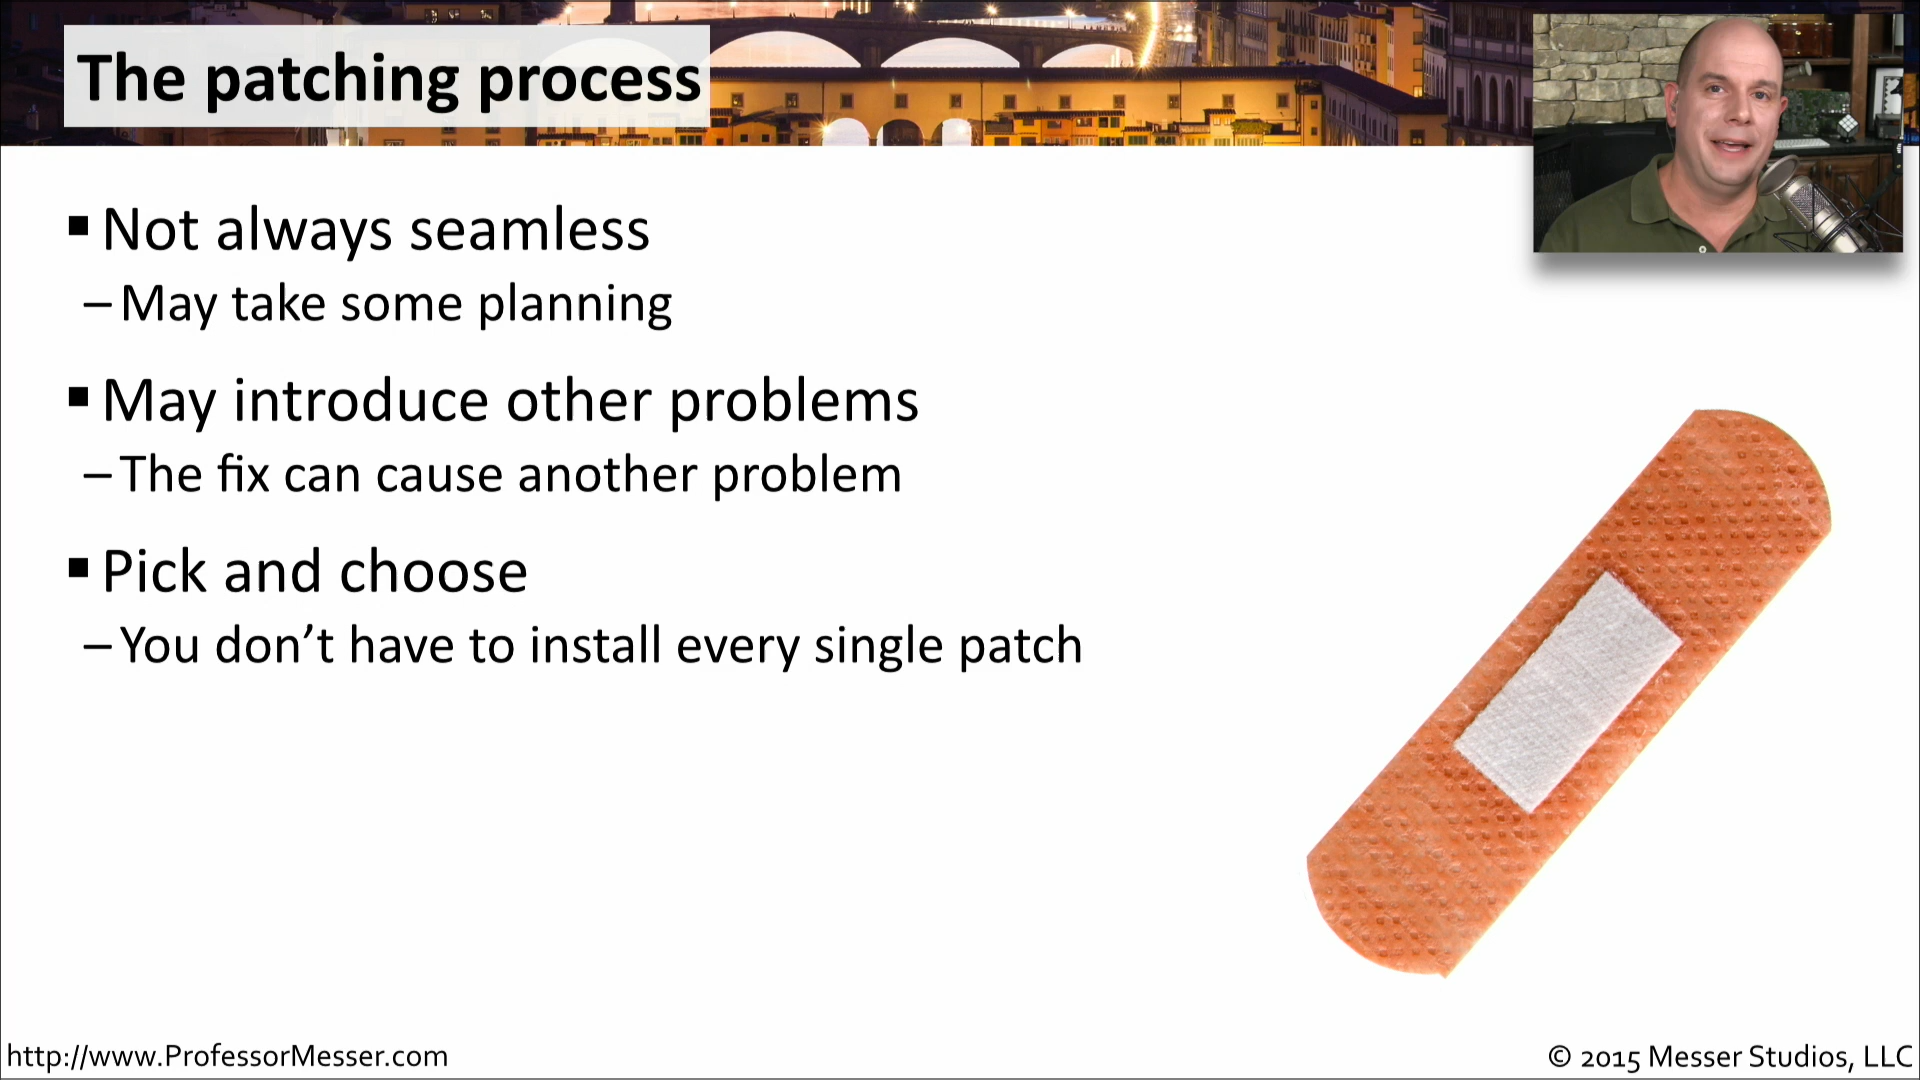 The patching process
▪ Not always seamless
– May take some planning
▪ May introduce other problems
– The fix can cause another problem
▪ Pick and choose
– You don’t have to install every single patch
http://www.ProfessorMesser.com
© 2015 Messer Studios, LLC